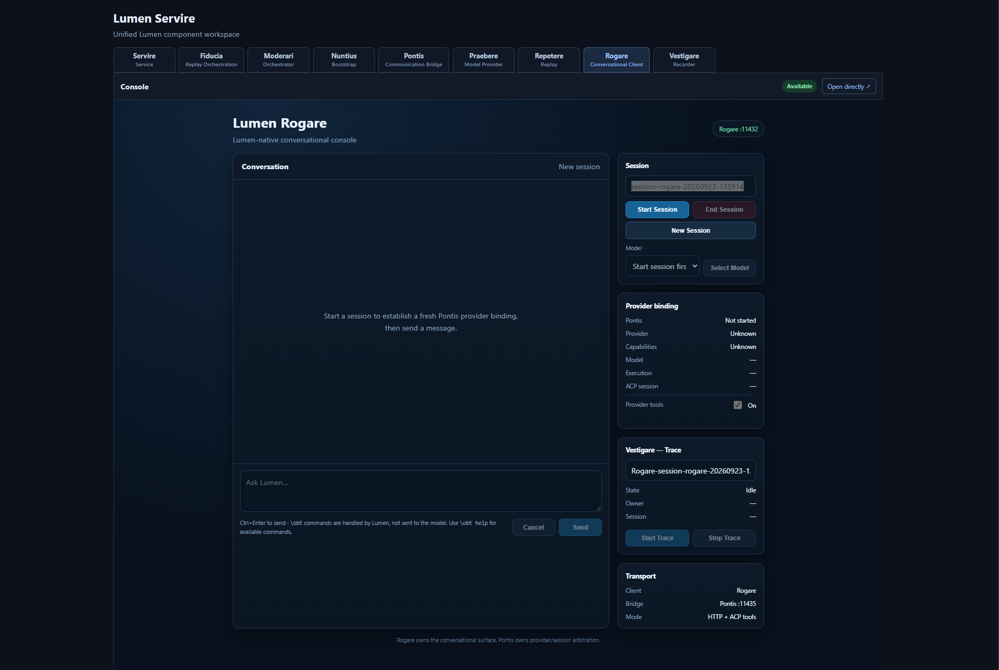 Lumen Servire
Unified Lumen component workspace
Servire
Service
Fiducia
Replay Orchestration
Moderari
Orchestrator
Nuntius
Bootstrap
Pontis
Communication Bridge
Praebere
Model Provider
Repetere
Replay
Rogare
Conversational Client
Vestigare
Recorder
Console
Available
Open directly ↗
Lumen Rogare
Lumen-native conversational console
Rogare :11432
Conversation
New session
Start a session to establish a fresh Pontis provider binding,
then send a message.
Ask Lumen...
Ctrl+Enter to send · \obt commands are handled by Lumen, not sent to the model. Use \obt help for
available commands.
Cancel
Send
Session
session-rogare-20260923-135914
Start Session
End Session
New Session
Model
Start session firs
Select Model
Provider binding
Pontis Not started
Provider Unknown
Capabilities Unknown
Model —
Execution —
ACP session —
Provider tools On
Vestigare — Trace
Rogare-session-rogare-20260923-1
State Idle
Owner —
Session —
Start Trace
Stop Trace
Transport
Client Rogare
Bridge Pontis :11435
Mode HTTP + ACP tools
Rogare owns the conversational surface. Pontis owns provider/session arbitration.